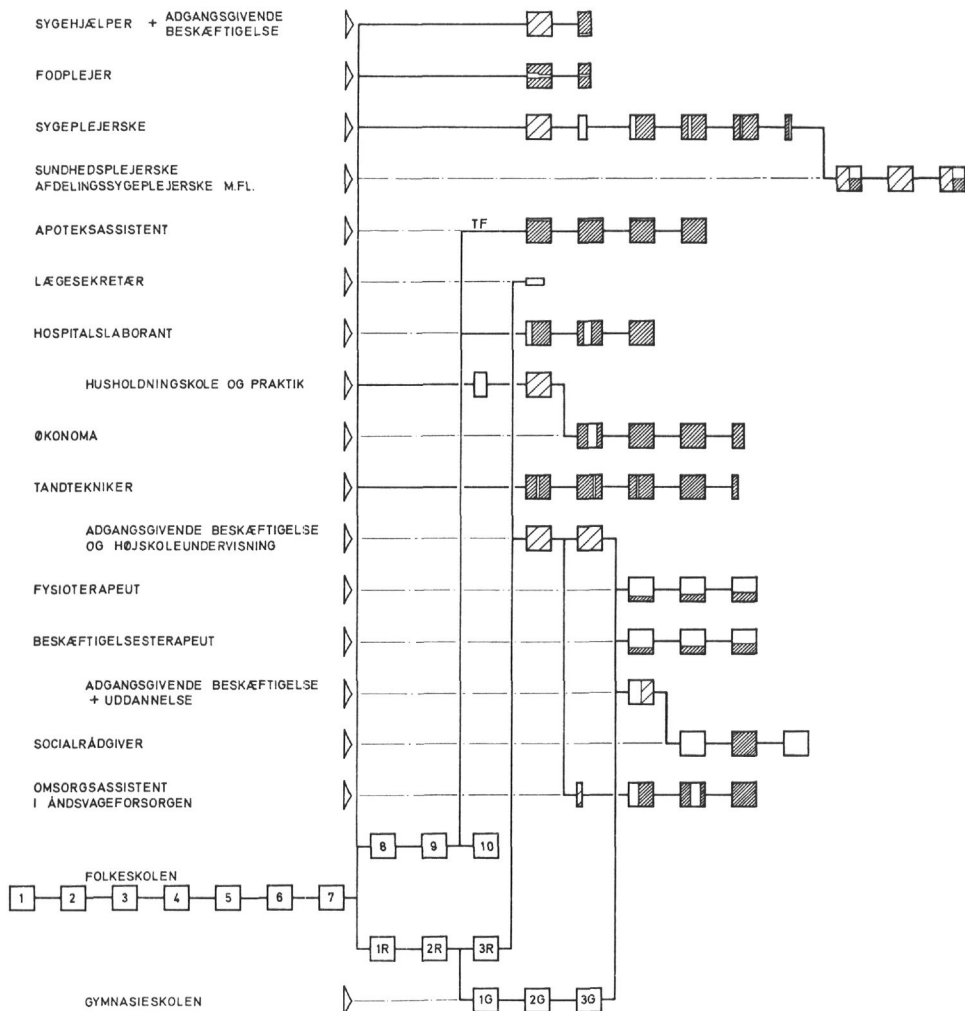 SYGEHJÆLPER + ADGANGSGIVENDE
BESKÆFTIGELSE
FODPLEJER
SYGEPLEJERSKE
SUNDHEDSPLEJERSKE
AFDELINGSSYGEPLEJERSKE M.FL.
APOTEKSASSISTENT
TF
LÆGESEKRETÆR
HOSPITALSLABORANT
HUSHOLDNINGSKOLE OG PRAKTIK
ØKONOMA
TANDTEKNIKER
ADGANGSGIVENDE BESKÆFTIGELSE
OG HØJSKOLEUNDERVISNING
FYSIOTERAPEUT
BESKÆFTIGELSESTERAPEUT
ADGANGSGIVENDE BESKÆFTIGELSE
+ UDDANNELSE
SOCIALRÅDGIVER
OMSORGSASSISTENT
I ÅNDSVAGEFORSORGEN
8 9 10
FOLKESKOLEN
1 2 3 4 5 6 7
1R 2R 3R
GYMNASIESKOLEN 1G 2G 3G